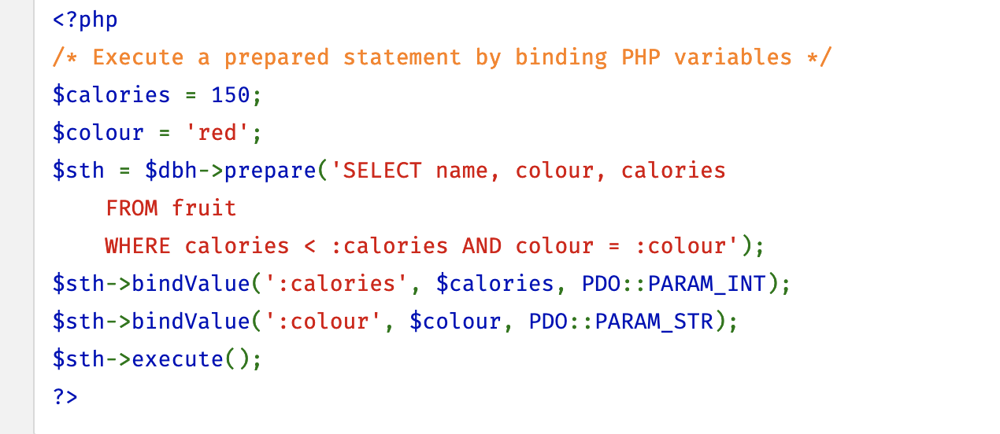 <?php
/* Execute a prepared statement by binding PHP variables */
$calories = 150;
$colour = 'red';
$sth = $dbh->prepare('SELECT name, colour, calories
    FROM fruit
    WHERE calories < :calories AND colour = :colour');
$sth->bindValue(':calories', $calories, PDO::PARAM_INT);
$sth->bindValue(':colour', $colour, PDO::PARAM_STR);
$sth->execute();
?>